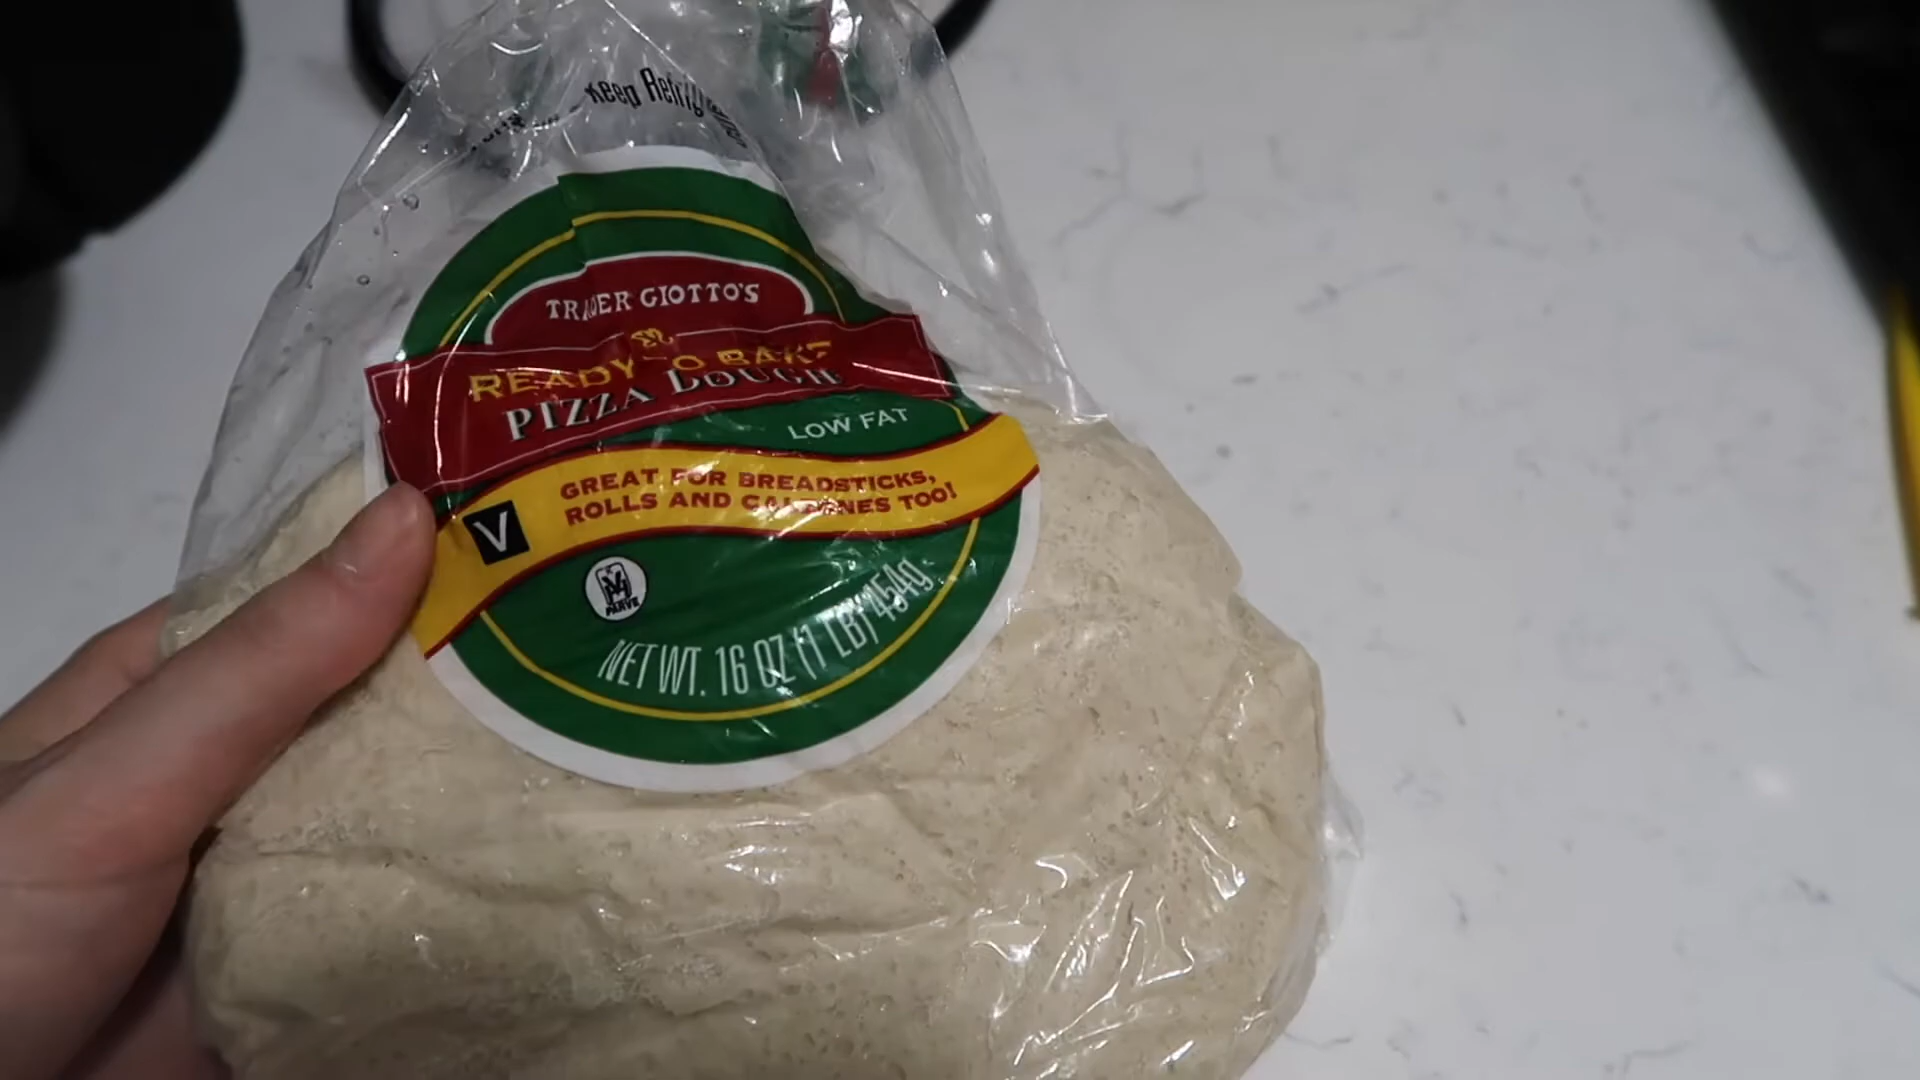 Keep Refrig
TRADER GIOTTO'S
READY TO BAKE
PIZZA DOUGH
LOW FAT
GREAT FOR BREADSTICKS,
ROLLS AND CALZONES TOO!
V
PARVE
NET WT. 16 OZ (1 LB) 454g